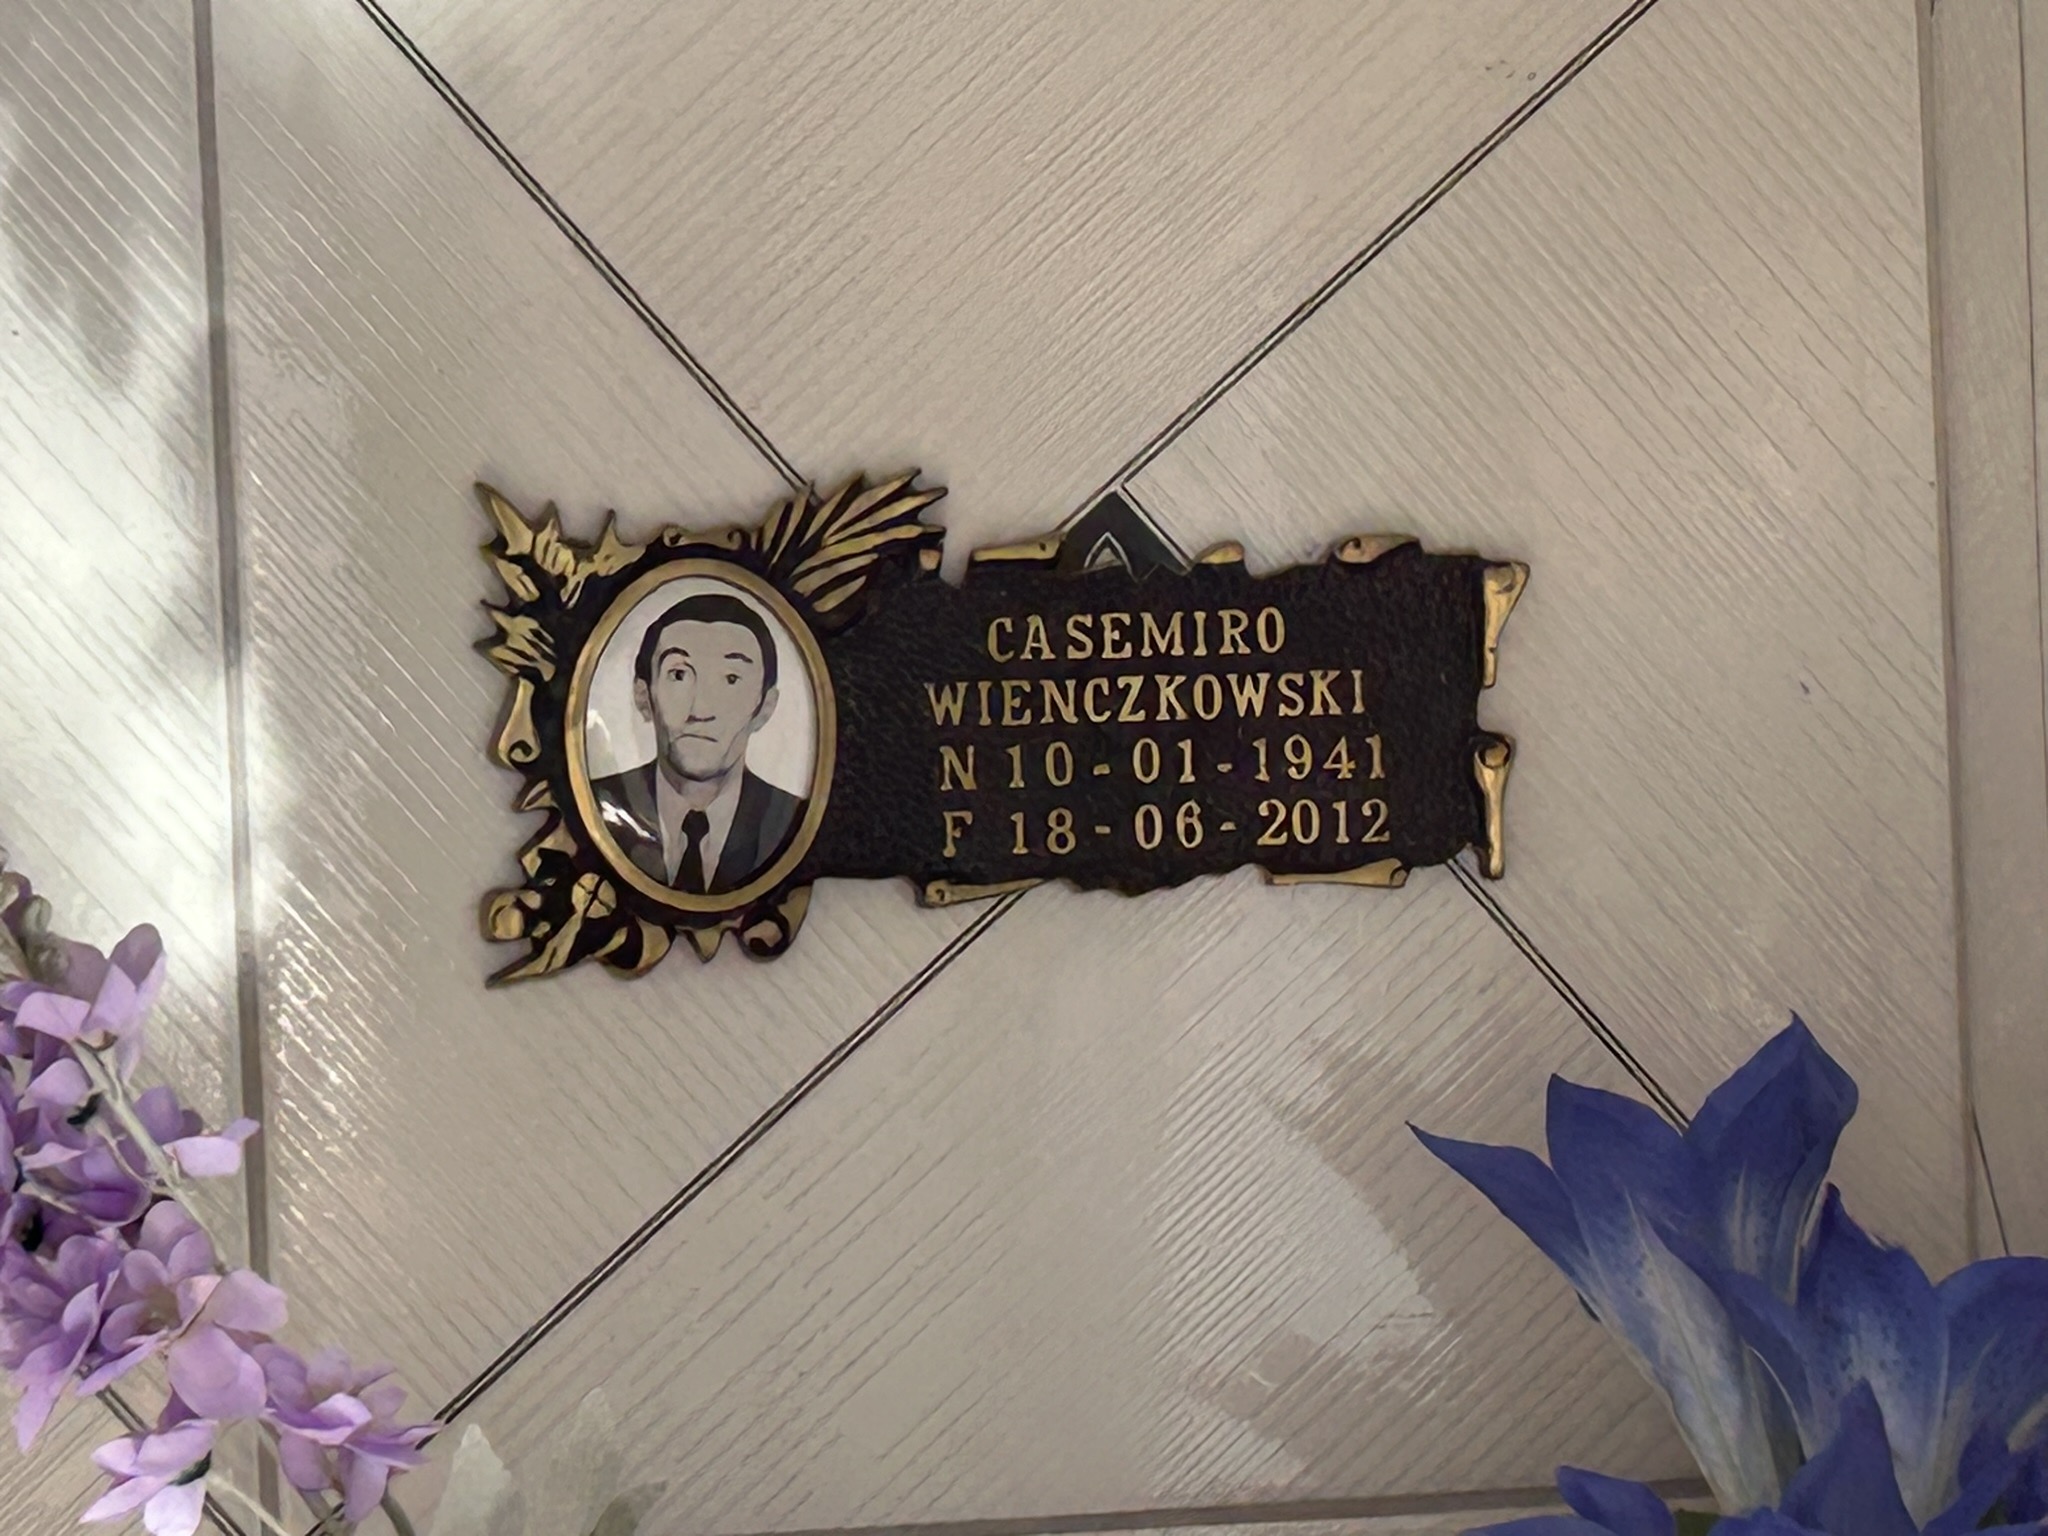 CASEMIRO
WIENCZKOWSKI
N 10-01-1941
F 18-06-2012